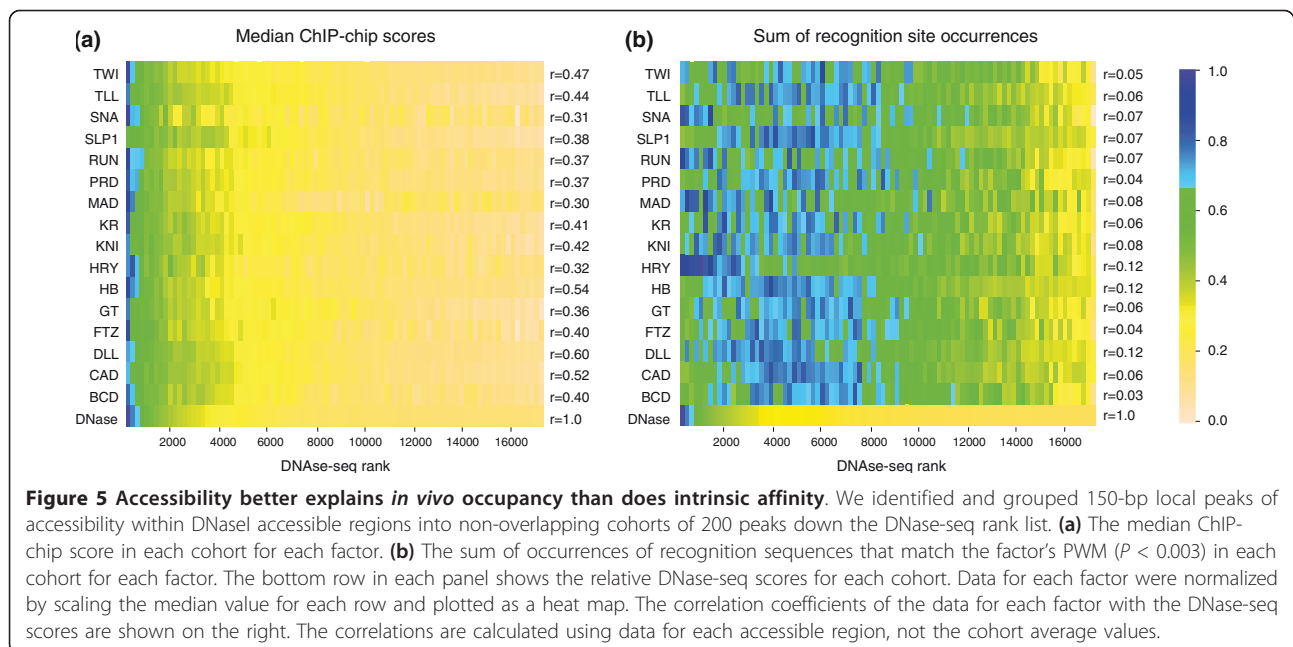 (a)
Median ChIP-chip scores
TWI
TLL
SNA
SLP1
RUN
PRD
MAD
KR
KNI
HRY
HB
GT
FTZ
DLL
CAD
BCD
DNase
r=0.47
r=0.44
r=0.31
r=0.38
r=0.37
r=0.37
r=0.30
r=0.41
r=0.42
r=0.32
r=0.54
r=0.36
r=0.40
r=0.60
r=0.52
r=0.40
r=1.0
2000 4000 6000 8000 10000 12000 14000 16000
DNAse-seq rank
(b)
Sum of recognition site occurrences
TWI
TLL
SNA
SLP1
RUN
PRD
MAD
KR
KNI
HRY
HB
GT
FTZ
DLL
CAD
BCD
DNase
r=0.05
r=0.06
r=0.07
r=0.07
r=0.07
r=0.04
r=0.08
r=0.06
r=0.08
r=0.12
r=0.12
r=0.06
r=0.04
r=0.12
r=0.06
r=0.03
r=1.0
2000 4000 6000 8000 10000 12000 14000 16000
DNAse-seq rank
1.0
0.8
0.6
0.4
0.2
0.0
Figure 5 Accessibility better explains in vivo occupancy than does intrinsic affinity. We identified and grouped 150-bp local peaks of
accessibility within DNaseI accessible regions into non-overlapping cohorts of 200 peaks down the DNase-seq rank list. (a) The median ChIP-
chip score in each cohort for each factor. (b) The sum of occurrences of recognition sequences that match the factor's PWM (P < 0.003) in each
cohort for each factor. The bottom row in each panel shows the relative DNase-seq scores for each cohort. Data for each factor were normalized
by scaling the median value for each row and plotted as a heat map. The correlation coefficients of the data for each factor with the DNase-seq
scores are shown on the right. The correlations are calculated using data for each accessible region, not the cohort average values.